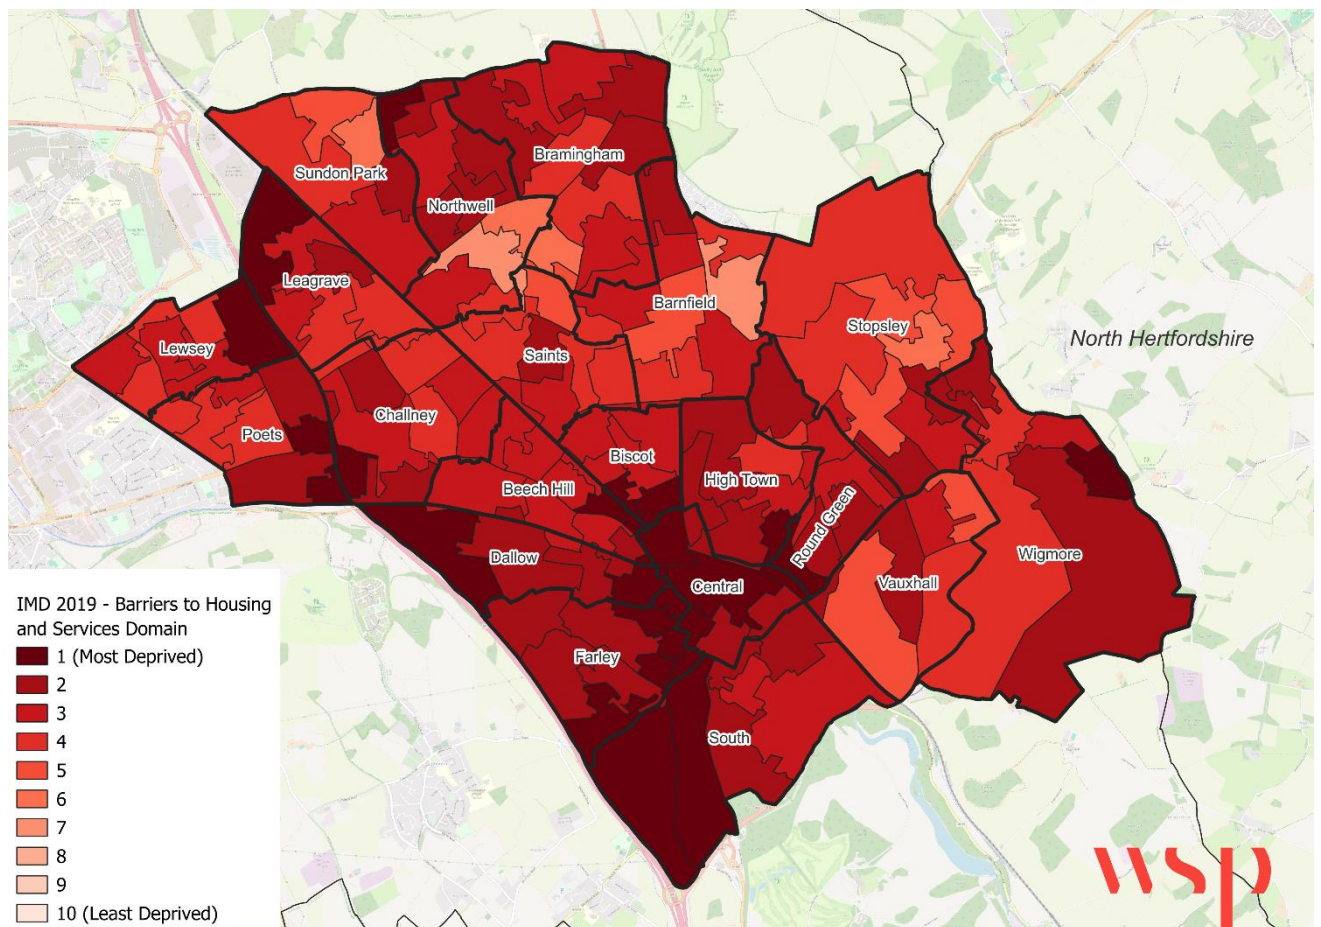 Bramingham
Sundon Park
Northwell
Leagrave
Barnfield
Stopsley
North Hertfordshire
Lewsey
Saints
Challney
Poets
Biscot
High Town
Beech Hill
Round Green
Dallow
Wigmore
Central
Vauxhall
Farley
South
IMD 2019 - Barriers to Housing
and Services Domain
1 (Most Deprived)
2
3
4
5
6
7
8
9
10 (Least Deprived)
wsp